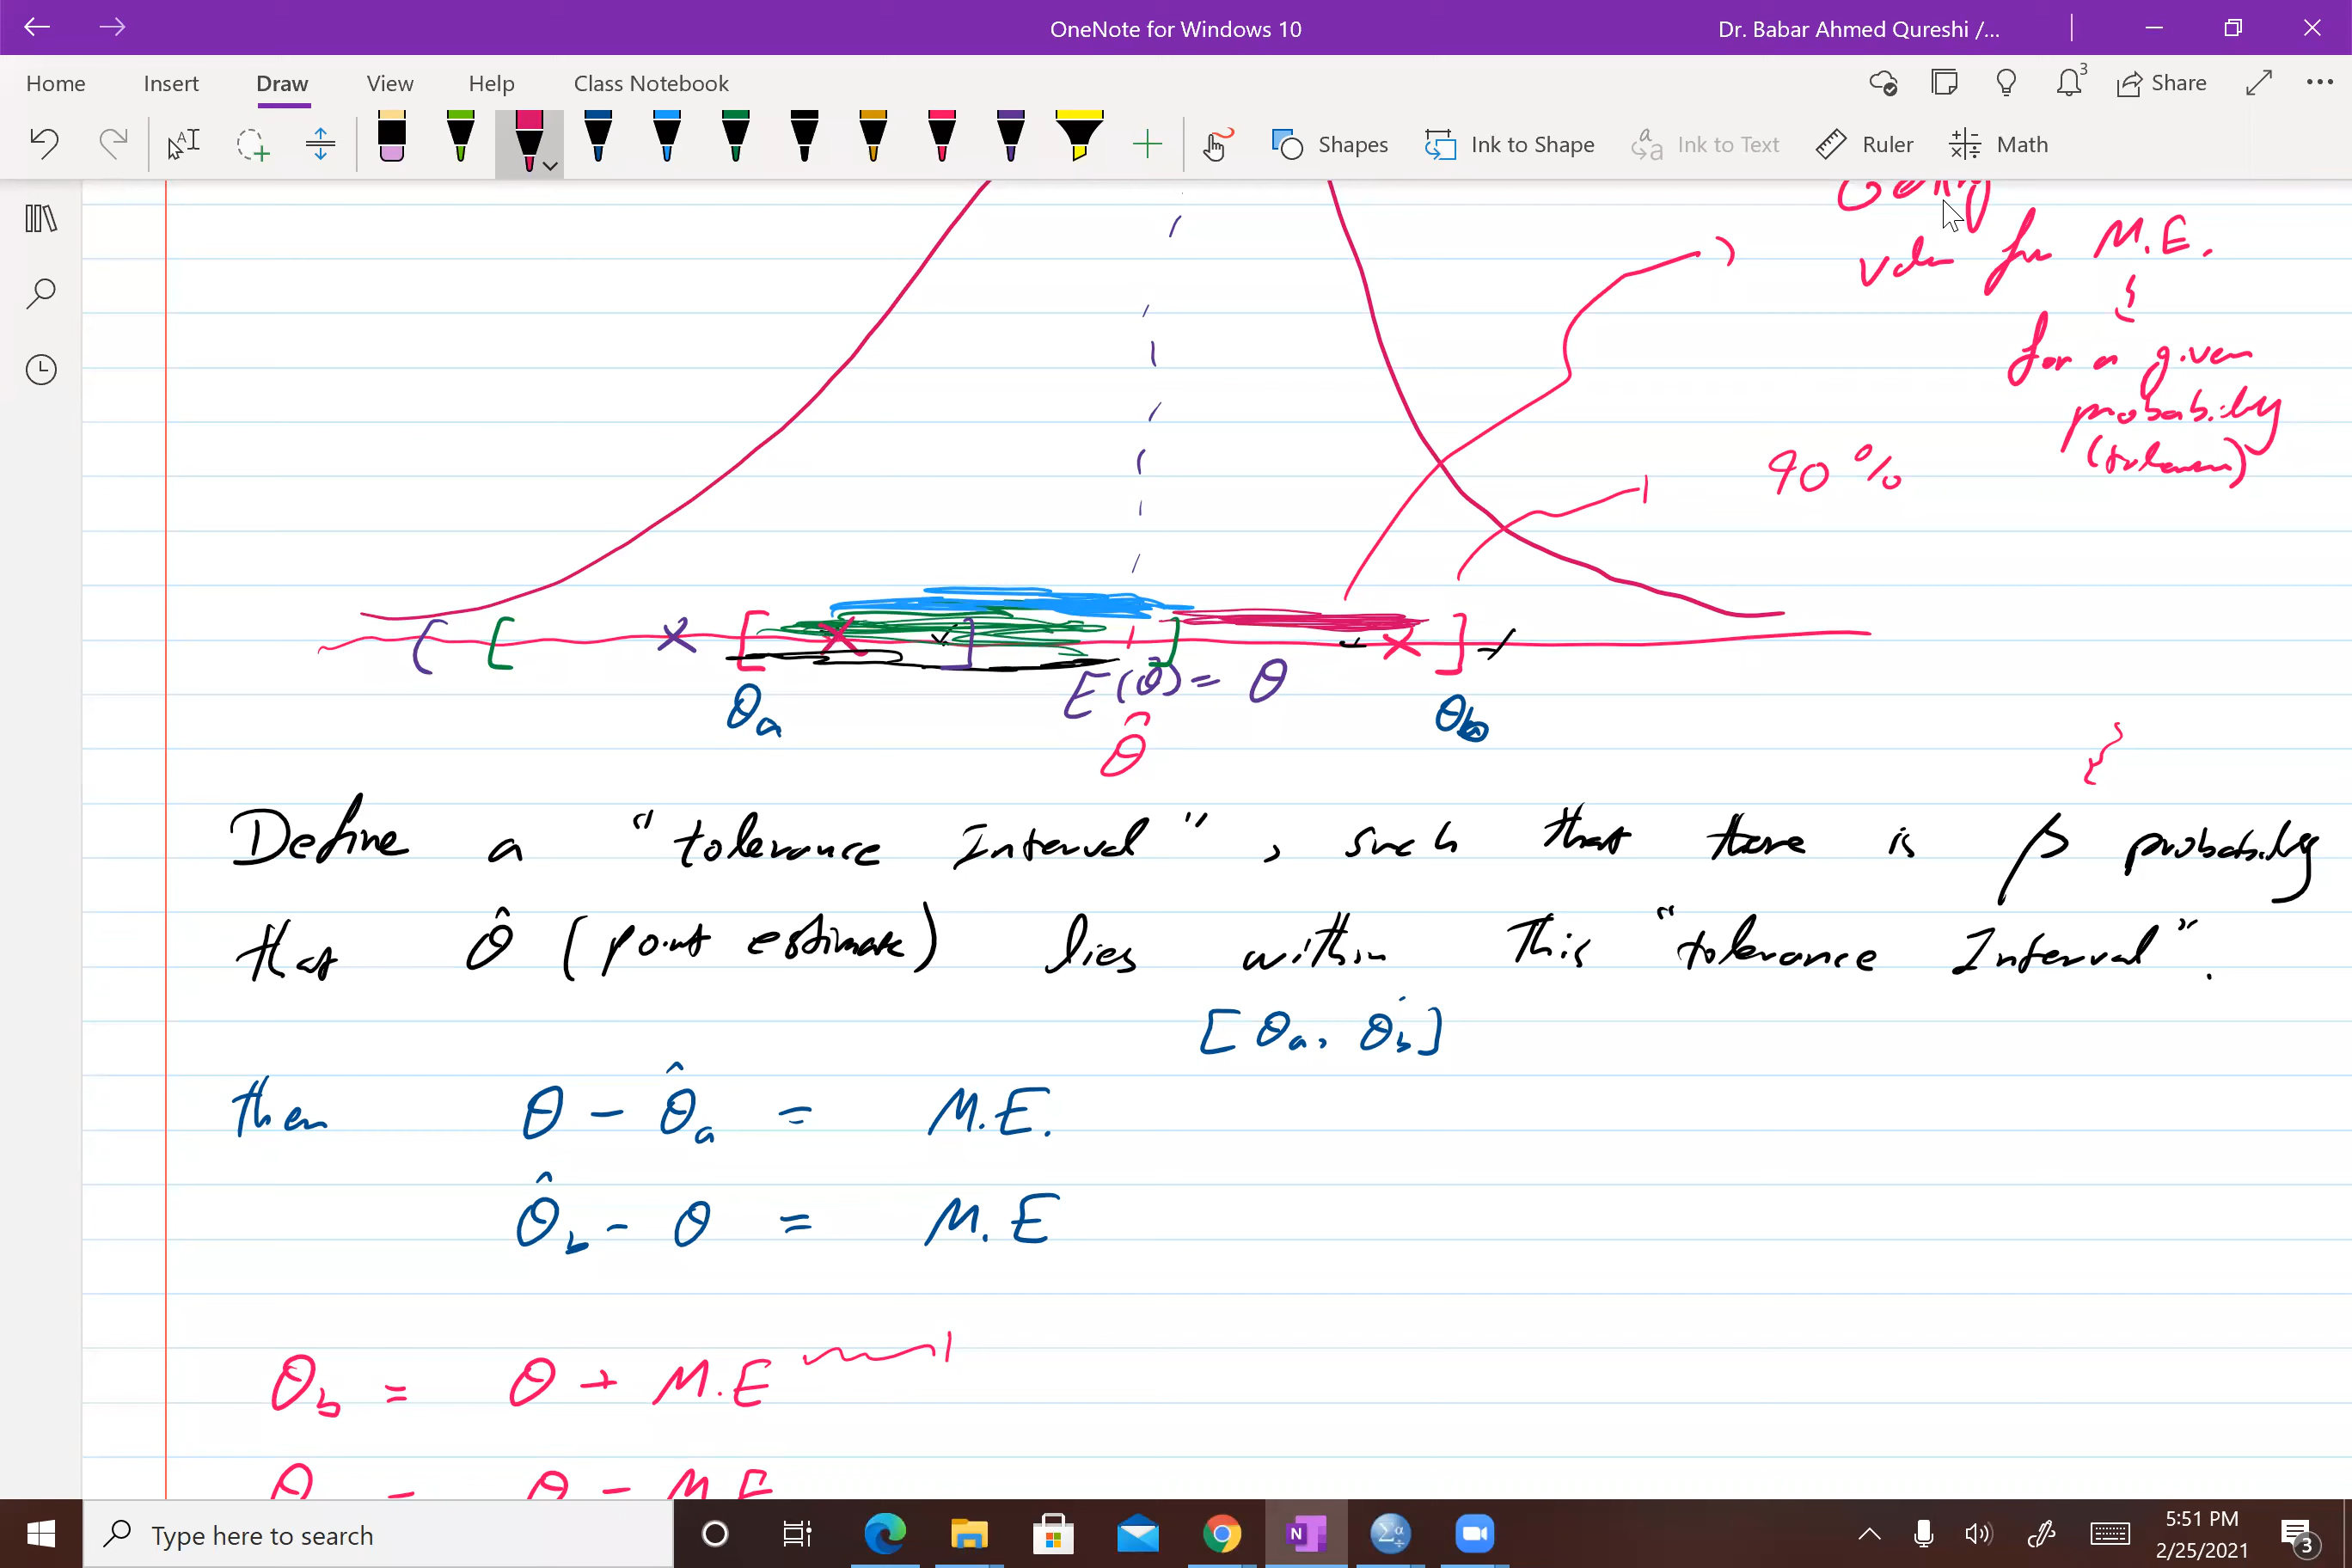 OneNote for Windows 10
Dr. Babar Ahmed Qureshi /...
Home Insert Draw View Help Class Notebook
3
Share
Shapes
Ink to Shape
Ink to Text
Ruler
Math
for M.E.
for a given
probability
90 %
θa
E(θ̂) = θ
θb
θ̂
Define a "tolerance Interval", such that there is β probability
that θ̂ (point estimate) lies within This "tolerance Interval".
[θa, θb]
then θ - θ̂a = M.E.
θ̂b - θ = M.E
θb = θ + M.E
θ - M.E
Type here to search
5:51 PM
2/25/2021
3